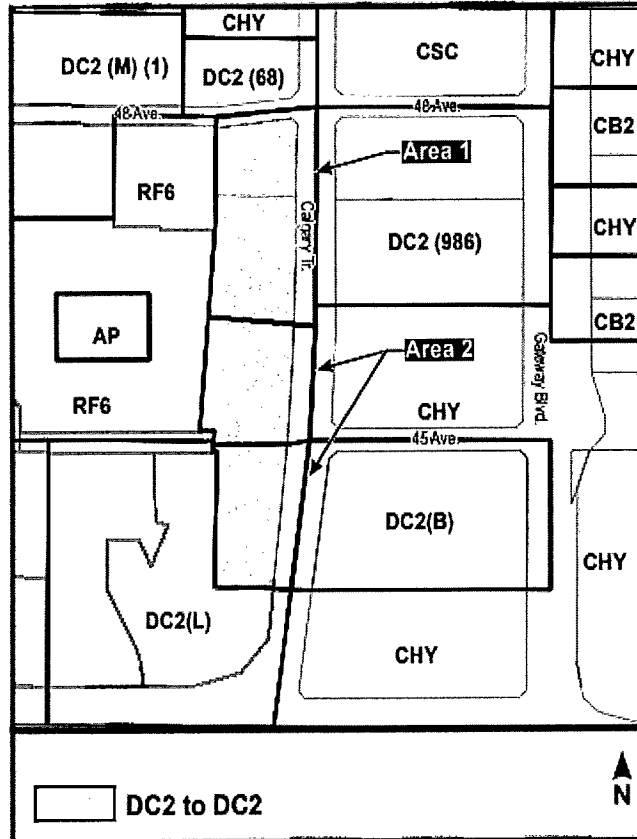 CHY
CSC
DC2 (M) (1)
DC2 (68)
CHY
48 Ave.
48 Ave.
CB2
Area 1
RF6
Calgary Tr.
CHY
DC2 (986)
AP
Area 2
Gateway Blvd.
CB2
RF6
CHY
45 Ave.
DC2(B)
CHY
DC2(L)
CHY
DC2 to DC2
N